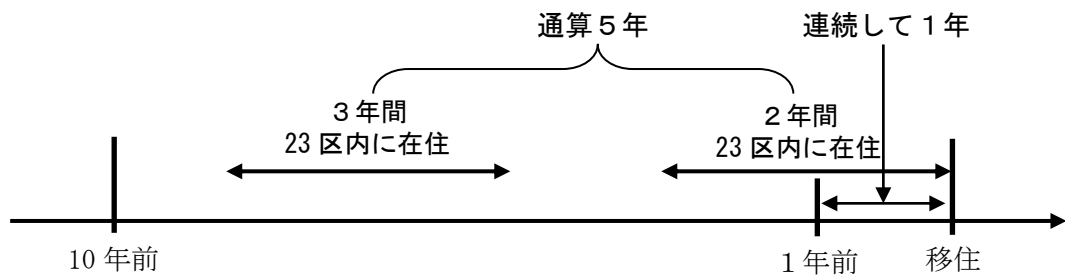 通算５年
連続して１年
３年間
23 区内に在住
２年間
23 区内に在住
10 年前
１年前
移住